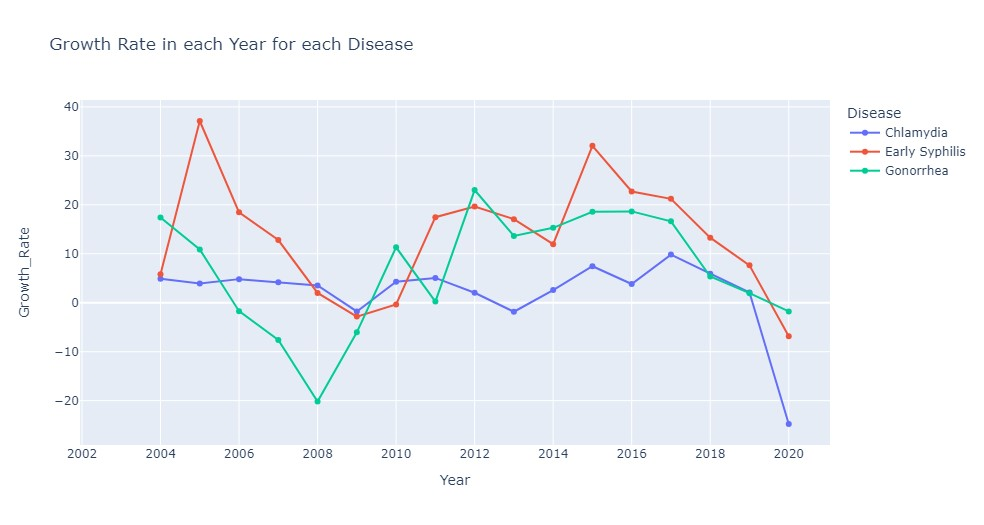 Growth Rate in each Year for each Disease
Disease
Chlamydia
Early Syphilis
Gonorrhea
Growth_Rate
40
30
20
10
0
−10
−20
2002 2004 2006 2008 2010 2012 2014 2016 2018 2020
Year